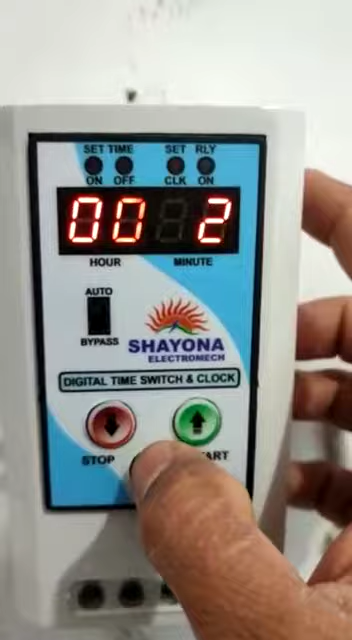 SET TIME SET RLY
ON OFF CLK ON
00 2
HOUR MINUTE
AUTO
BYPASS
SHAYONA
ELECTROMECH
DIGITAL TIME SWITCH & CLOCK
STOP